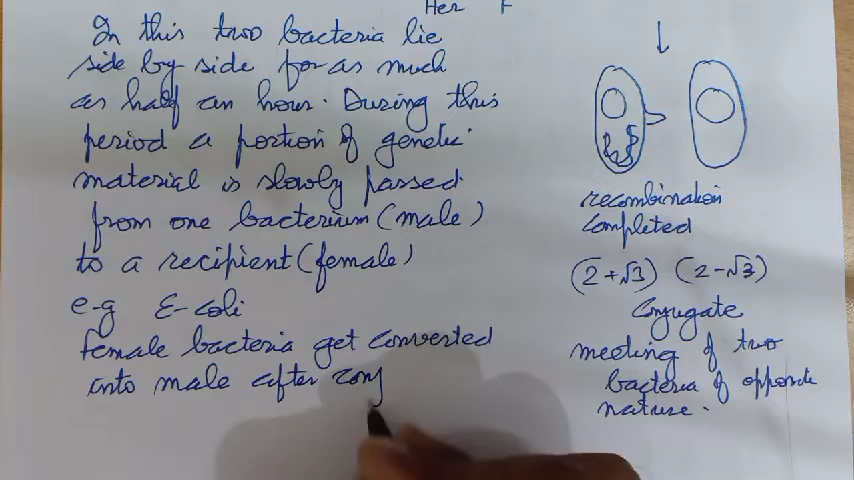 Her F
In this two bacteria lie
side by side for as much
as half an hour. During this
period a portion of genetic
material is slowly passed
from one bacterium (male)
to a recipient (female)
e-g E-coli
female bacteria get converted
into male after conj
recombination
completed
(2+√3) (2-√3)
Conjugate
meeting of two
bacteria of opposite
nature.